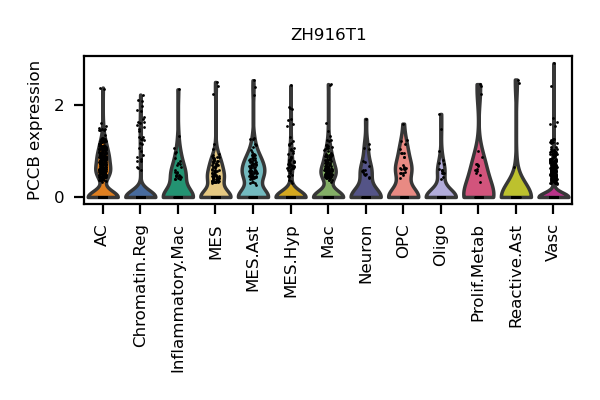 ZH916T1
PCCB expression
2
0
AC
Chromatin.Reg
Inflammatory.Mac
MES
MES.Ast
MES.Hyp
Mac
Neuron
OPC
Oligo
Prolif.Metab
Reactive.Ast
Vasc